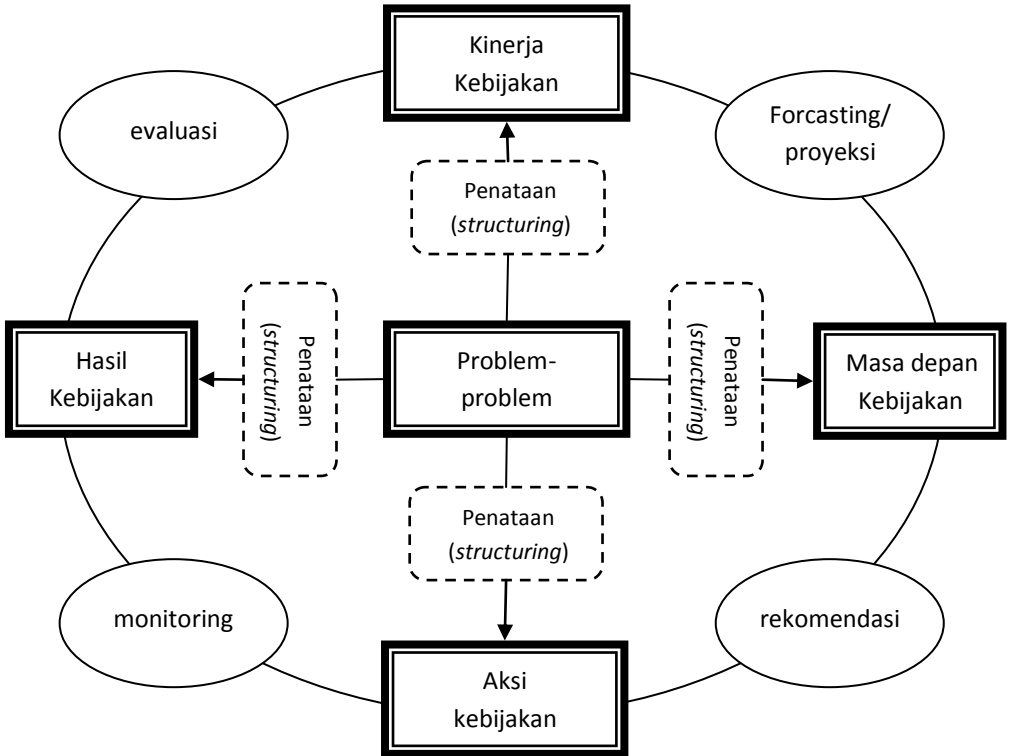 Kinerja
Kebijakan
evaluasi
Forcasting/
proyeksi
Penataan
(structuring)
Hasil
Kebijakan
Penataan
(structuring)
Problem-
problem
Penataan
(structuring)
Masa depan
Kebijakan
Penataan
(structuring)
monitoring
rekomendasi
Aksi
kebijakan